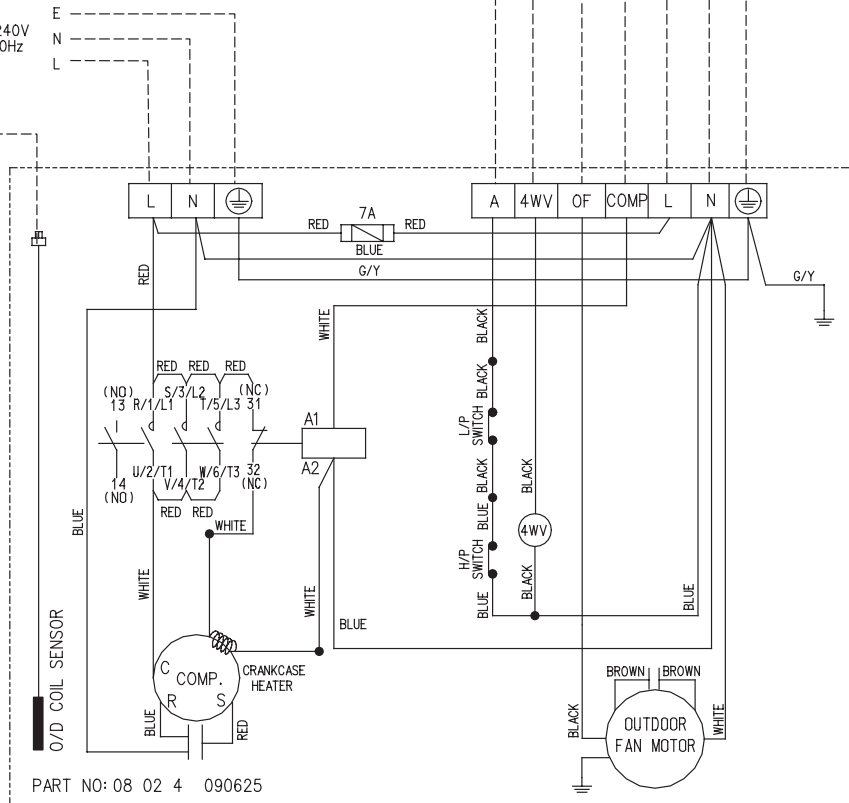 E
240V
N
0Hz
L
L N
A 4WV OF COMP L N
7A
RED RED
BLUE
G/Y
G/Y
RED
WHITE
BLACK
RED RED RED
BLACK
(NO) S/3/L2 (NC)
13 R/1/L1 T/5/L3 31
A1
L/P SWITCH
A2
U/2/T1 W/6/T3 32
14 V/4/T2 (NC)
(NO)
BLACK
BLACK
RED RED
WHITE
BLUE
BLUE
4WV
H/P SWITCH
WHITE
BLACK
BLUE
BLUE
WHITE
BLUE
O/D COIL SENSOR
C
COMP.
R S
CRANKCASE
HEATER
BROWN BROWN
BLUE
RED
BLACK
OUTDOOR
FAN MOTOR
WHITE
PART NO: 08 02 4 090625